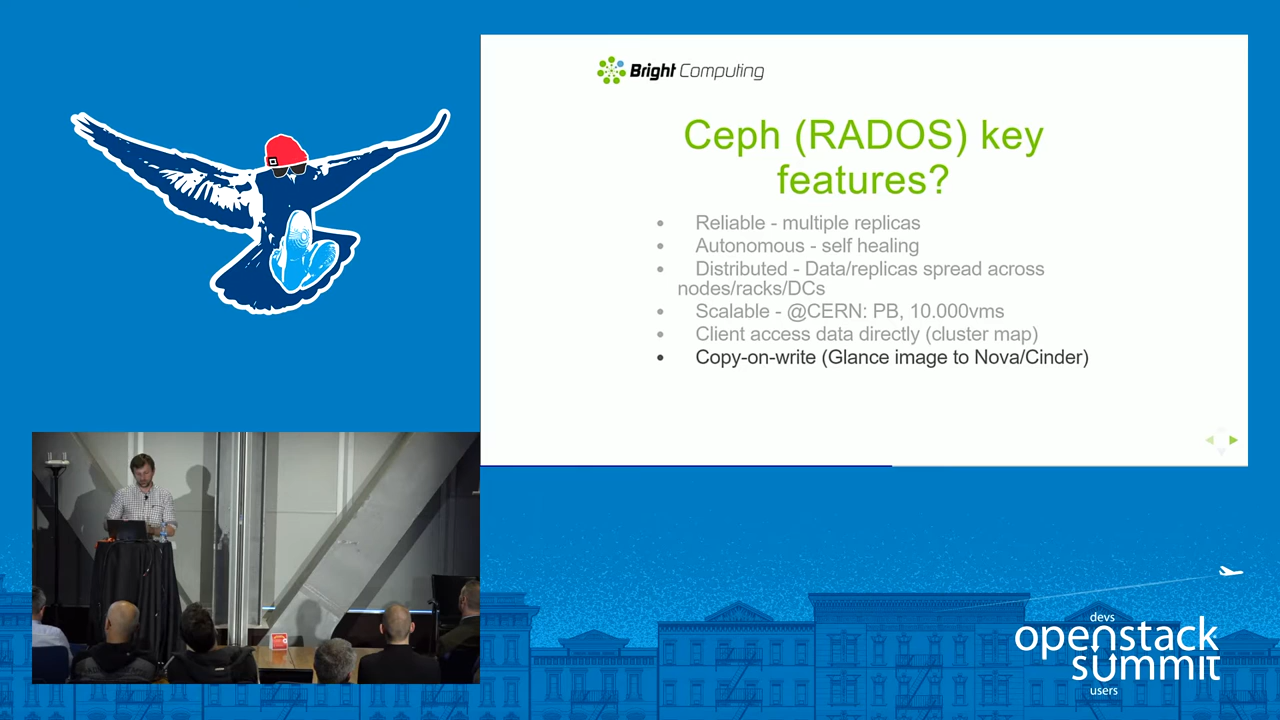 Bright Computing
Ceph (RADOS) key
features?
• Reliable - multiple replicas
• Autonomous - self healing
• Distributed - Data/replicas spread across
nodes/racks/DCs
• Scalable - @CERN: PB, 10.000vms
• Client access data directly (cluster map)
• Copy-on-write (Glance image to Nova/Cinder)
devs
openstack
summit
users